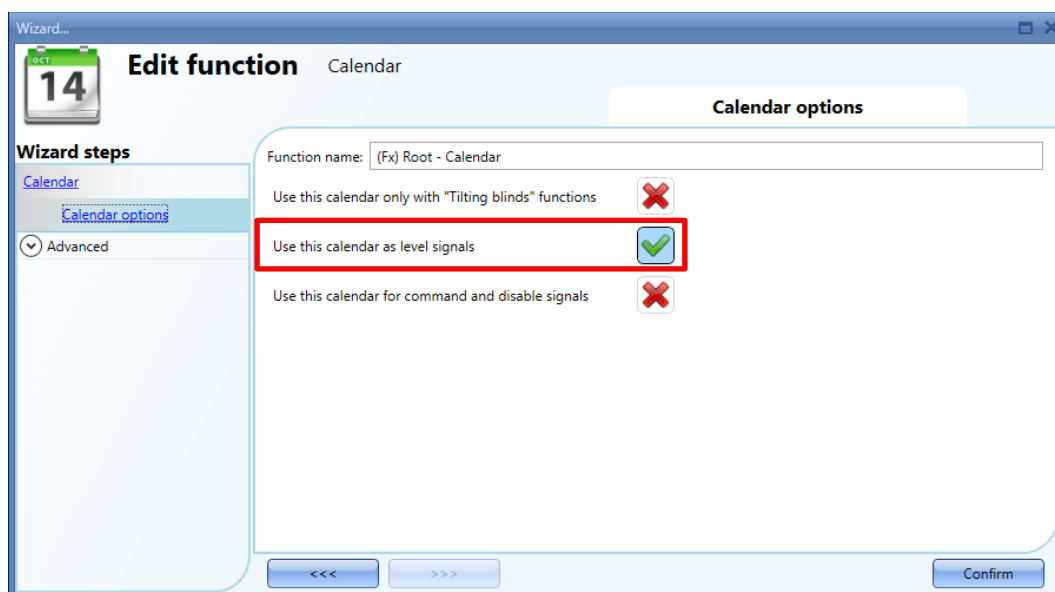 Wizard...
OCT
14
Edit function Calendar
Calendar options
Wizard steps
Calendar
Calendar options
Advanced
Function name: (Fx) Root - Calendar
Use this calendar only with "Tilting blinds" functions
Use this calendar as level signals
Use this calendar for command and disable signals
<<< >>> Confirm